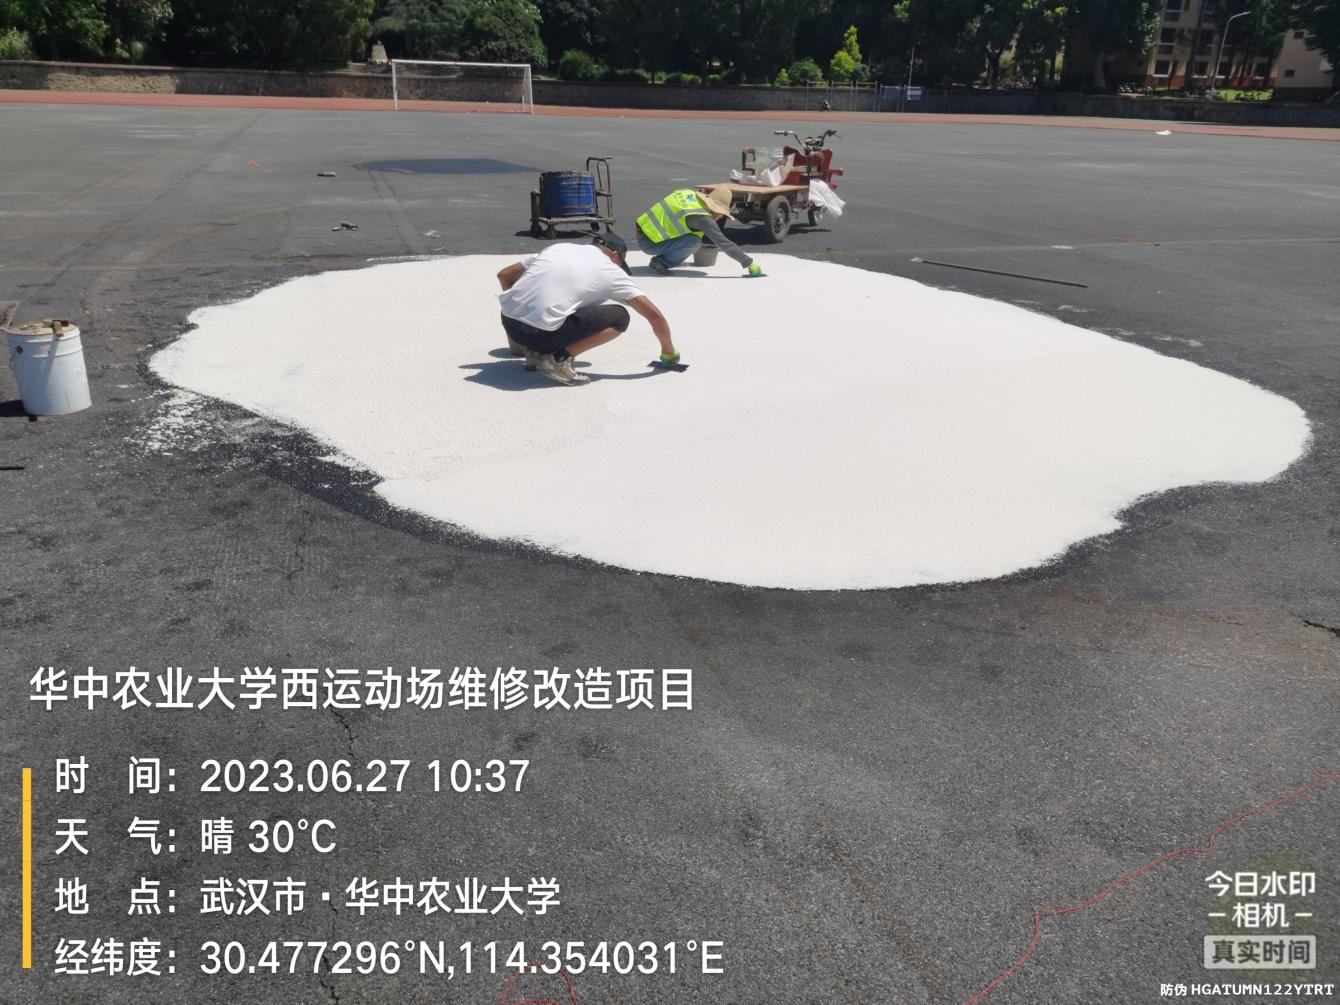 华中农业大学西运动场维修改造项目
时 间：2023.06.27 10:37
天 气：晴 30°C
地 点：武汉市·华中农业大学
经纬度：30.477296°N,114.354031°E
今日水印
-相机-
真实时间
防伪 HGATUMN122YTRT